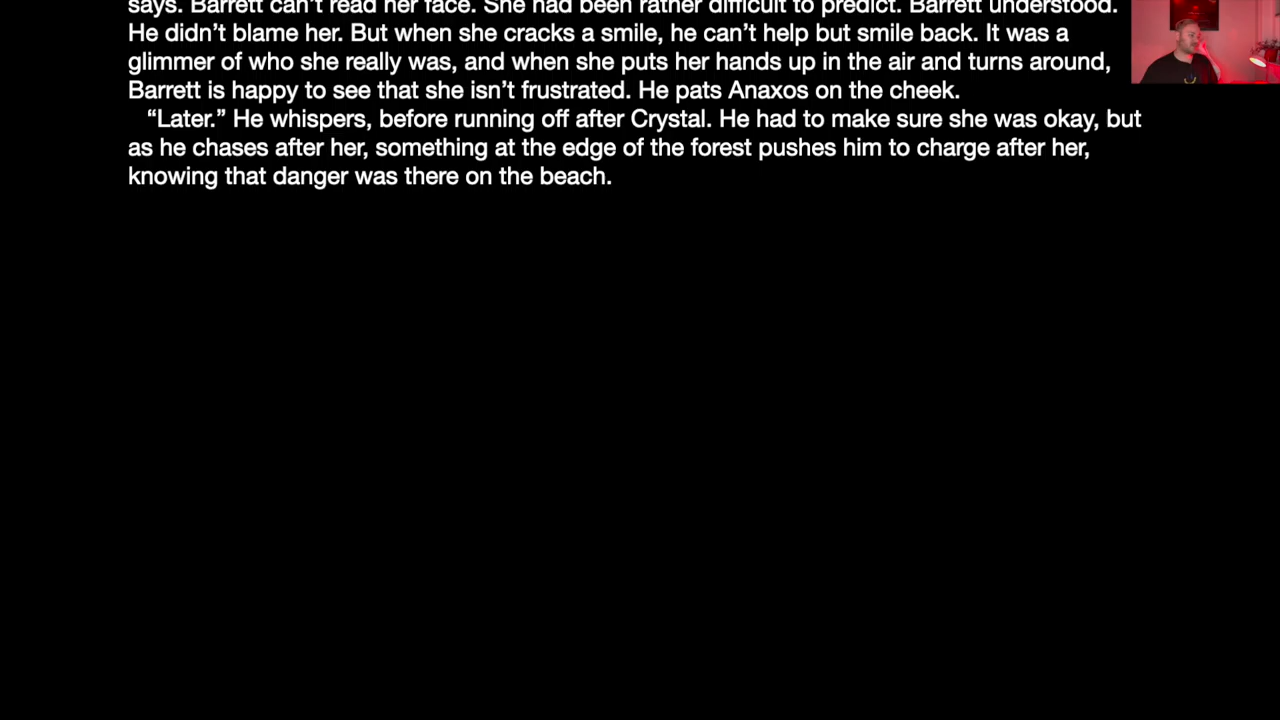 says. Barrett can’t read her face. She had been rather difficult to predict. Barrett understood.
He didn’t blame her. But when she cracks a smile, he can’t help but smile back. It was a
glimmer of who she really was, and when she puts her hands up in the air and turns around,
Barrett is happy to see that she isn’t frustrated. He pats Anaxos on the cheek.
“Later.” He whispers, before running off after Crystal. He had to make sure she was okay, but
as he chases after her, something at the edge of the forest pushes him to charge after her,
knowing that danger was there on the beach.